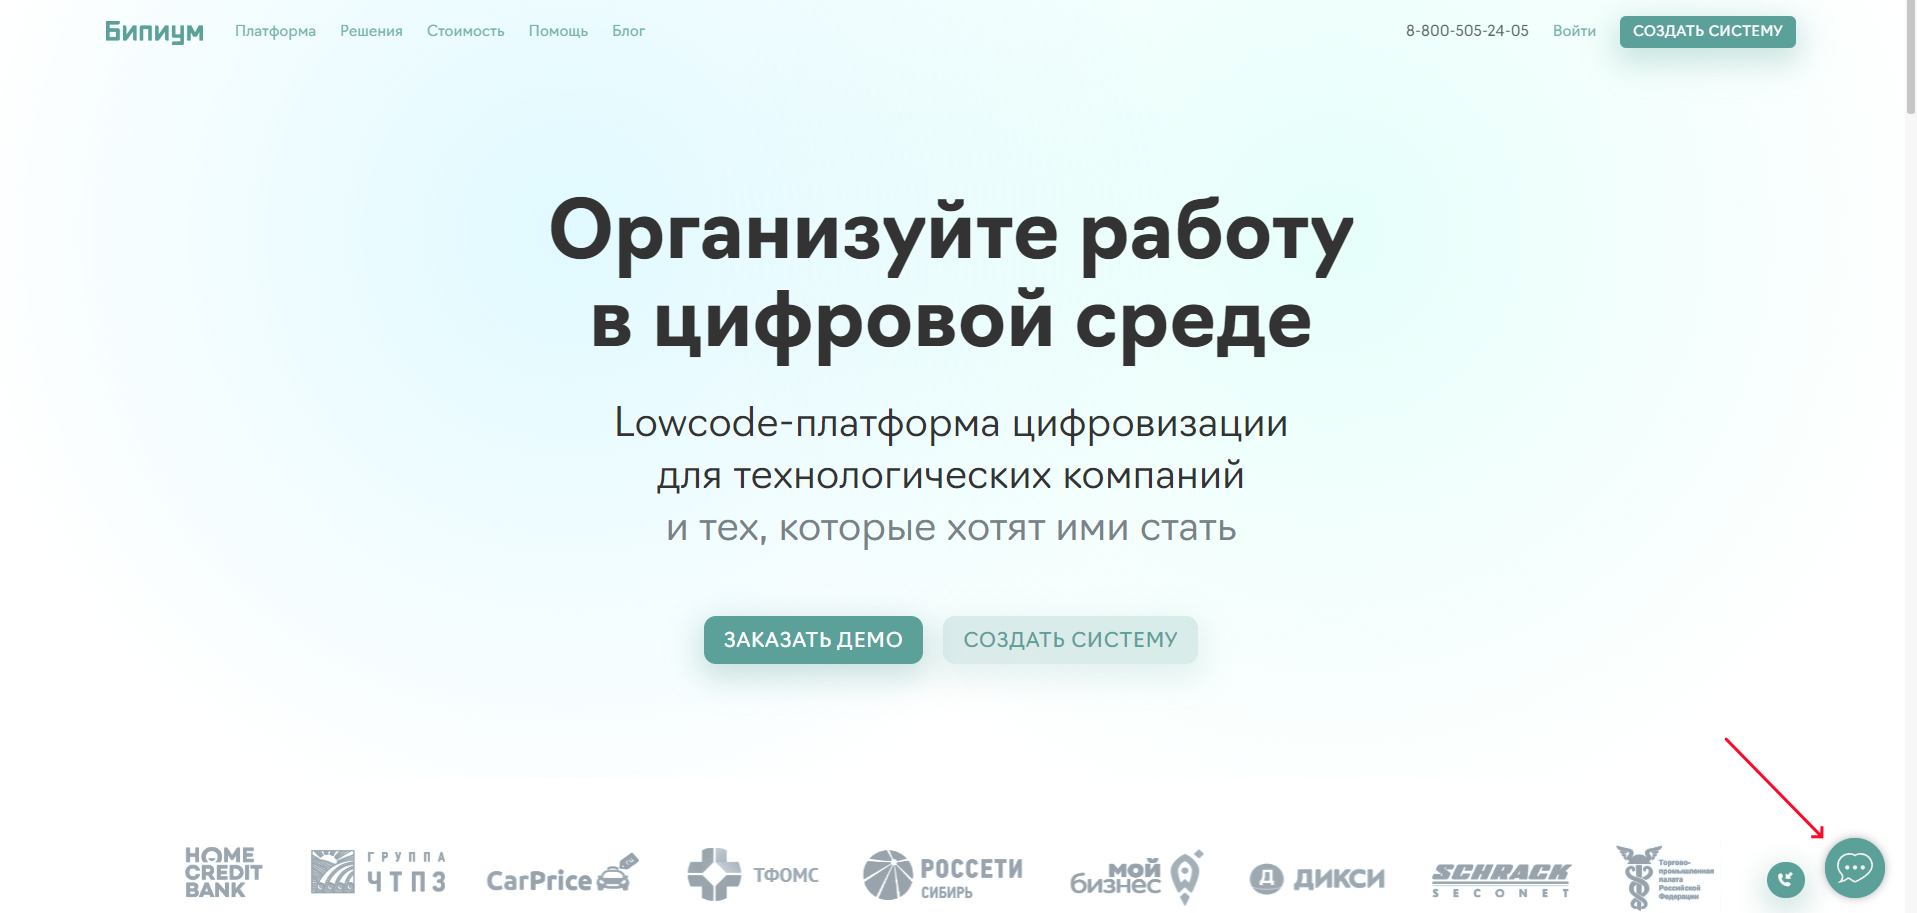 Бипиум Платформа Решения Стоимость Помощь Блог 8-800-505-24-05 Войти СОЗДАТЬ СИСТЕМУ
Организуйте работу
в цифровой среде
Lowcode-платформа цифровизации
для технологических компаний
и тех, которые хотят ими стать
ЗАКАЗАТЬ ДЕМО СОЗДАТЬ СИСТЕМУ
HOME
CREDIT
BANK
ГРУППА
ЧТПЗ
CarPrice
ТФОМС
РОССЕТИ
СИБИРЬ
мой
бизнес
Д ДИКСИ
SCHRACK
SECONET
Торгово-
промышленная
палата
Российской
Федерации